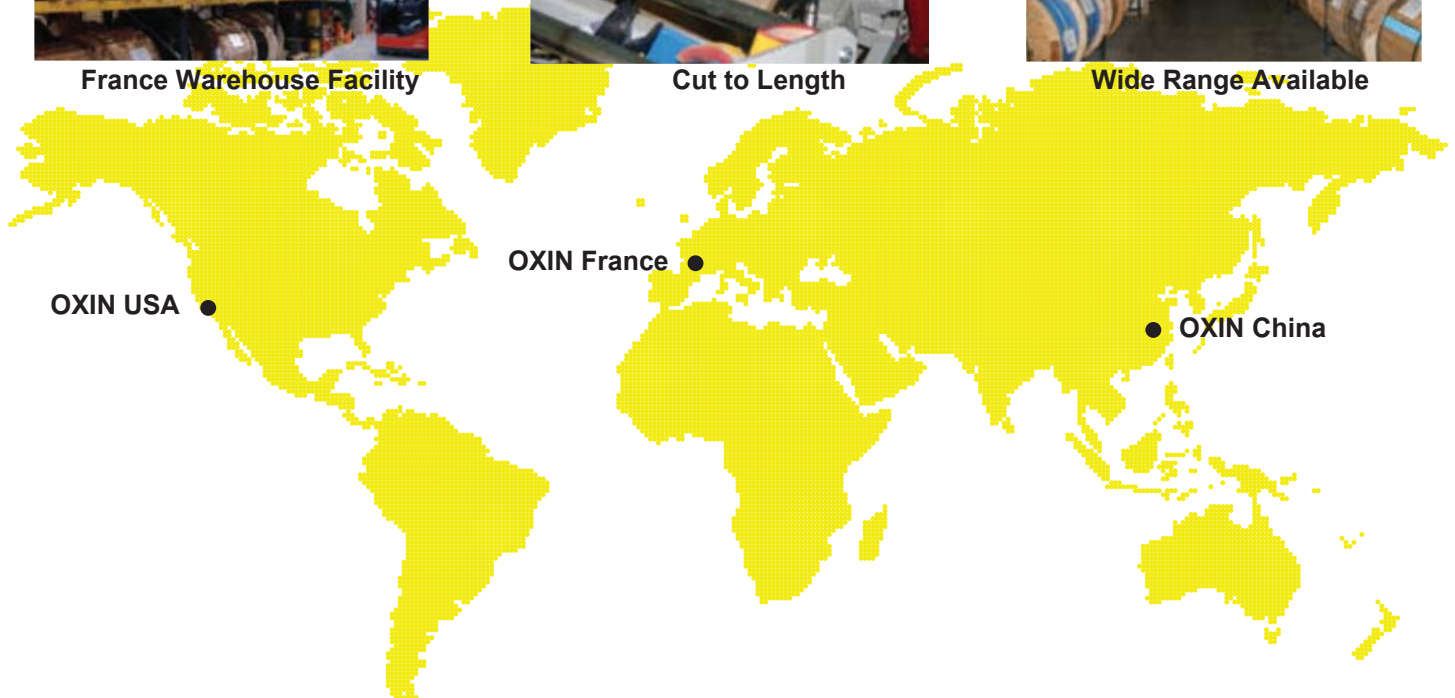 France Warehouse Facility
Cut to Length
Wide Range Available
OXIN France
OXIN USA
OXIN China